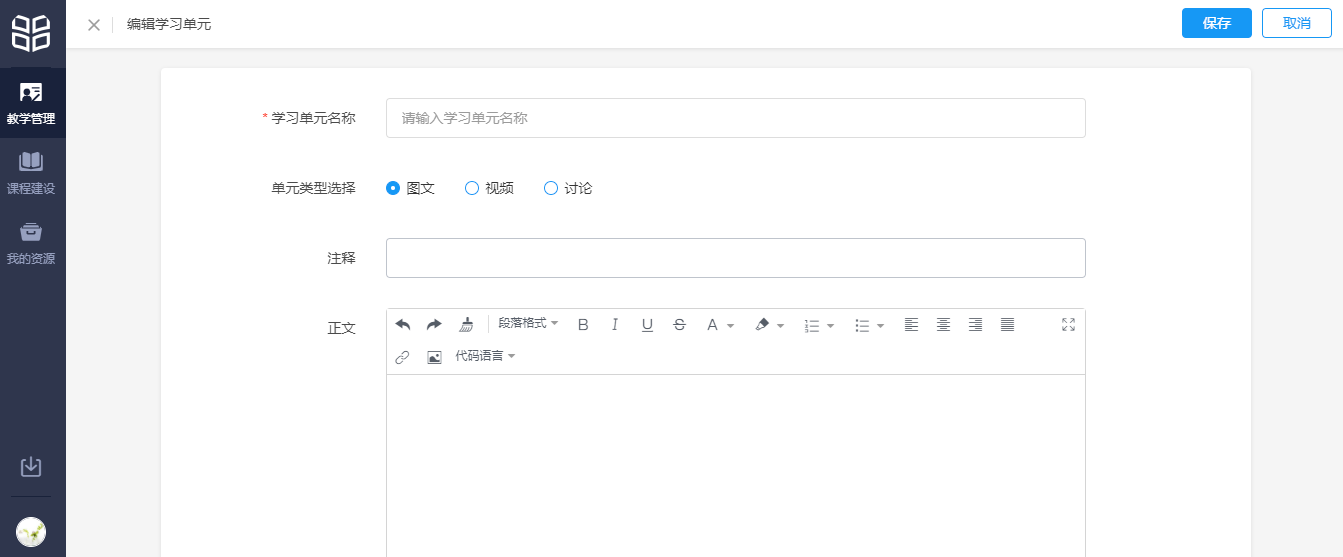 编辑学习单元
保存
取消
教学管理
课程建设
我的资源
* 学习单元名称
请输入学习单元名称
单元类型选择
图文
视频
讨论
注释
正文
段落格式
B I U S A
代码语言